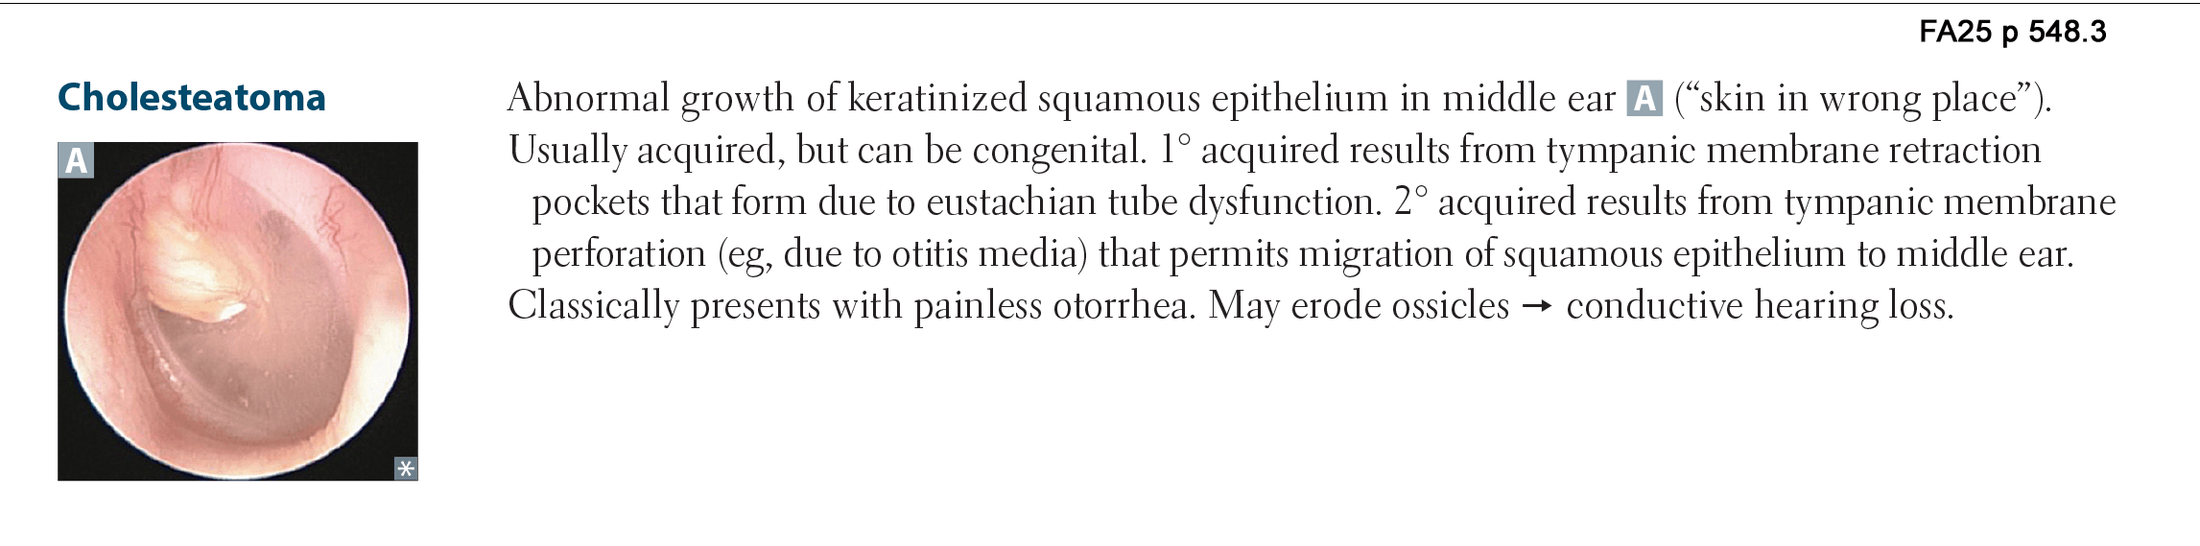 FA25 p 548.3
Cholesteatoma
A
*
Abnormal growth of keratinized squamous epithelium in middle ear A (“skin in wrong place”).
Usually acquired, but can be congenital. 1° acquired results from tympanic membrane retraction
pockets that form due to eustachian tube dysfunction. 2° acquired results from tympanic membrane
perforation (eg, due to otitis media) that permits migration of squamous epithelium to middle ear.
Classically presents with painless otorrhea. May erode ossicles → conductive hearing loss.